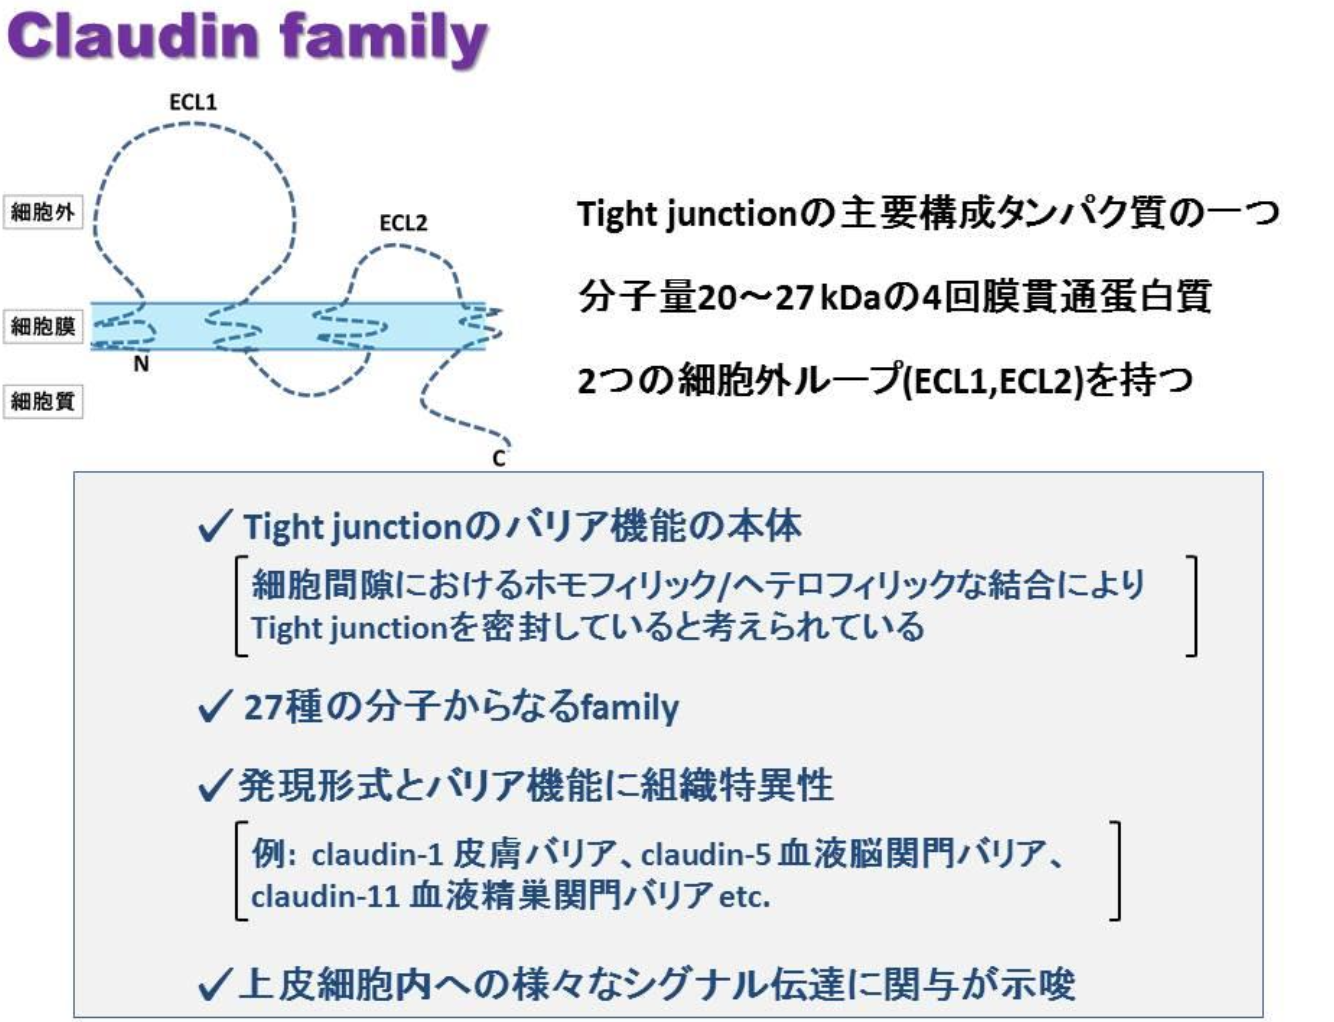 Claudin family
ECL1
細胞外
ECL2
細胞膜
N
細胞質
C
Tight junctionの主要構成タンパク質の一つ
分子量20～27kDaの4回膜貫通蛋白質
2つの細胞外ループ(ECL1,ECL2)を持つ
✓ Tight junctionのバリア機能の本体
細胞間隙におけるホモフィリック/ヘテロフィリックな結合により
Tight junctionを密封していると考えられている
✓ 27種の分子からなるfamily
✓ 発現形式とバリア機能に組織特異性
例: claudin-1 皮膚バリア、claudin-5 血液脳関門バリア、
claudin-11 血液精巣関門バリア etc.
✓ 上皮細胞内への様々なシグナル伝達に関与が示唆